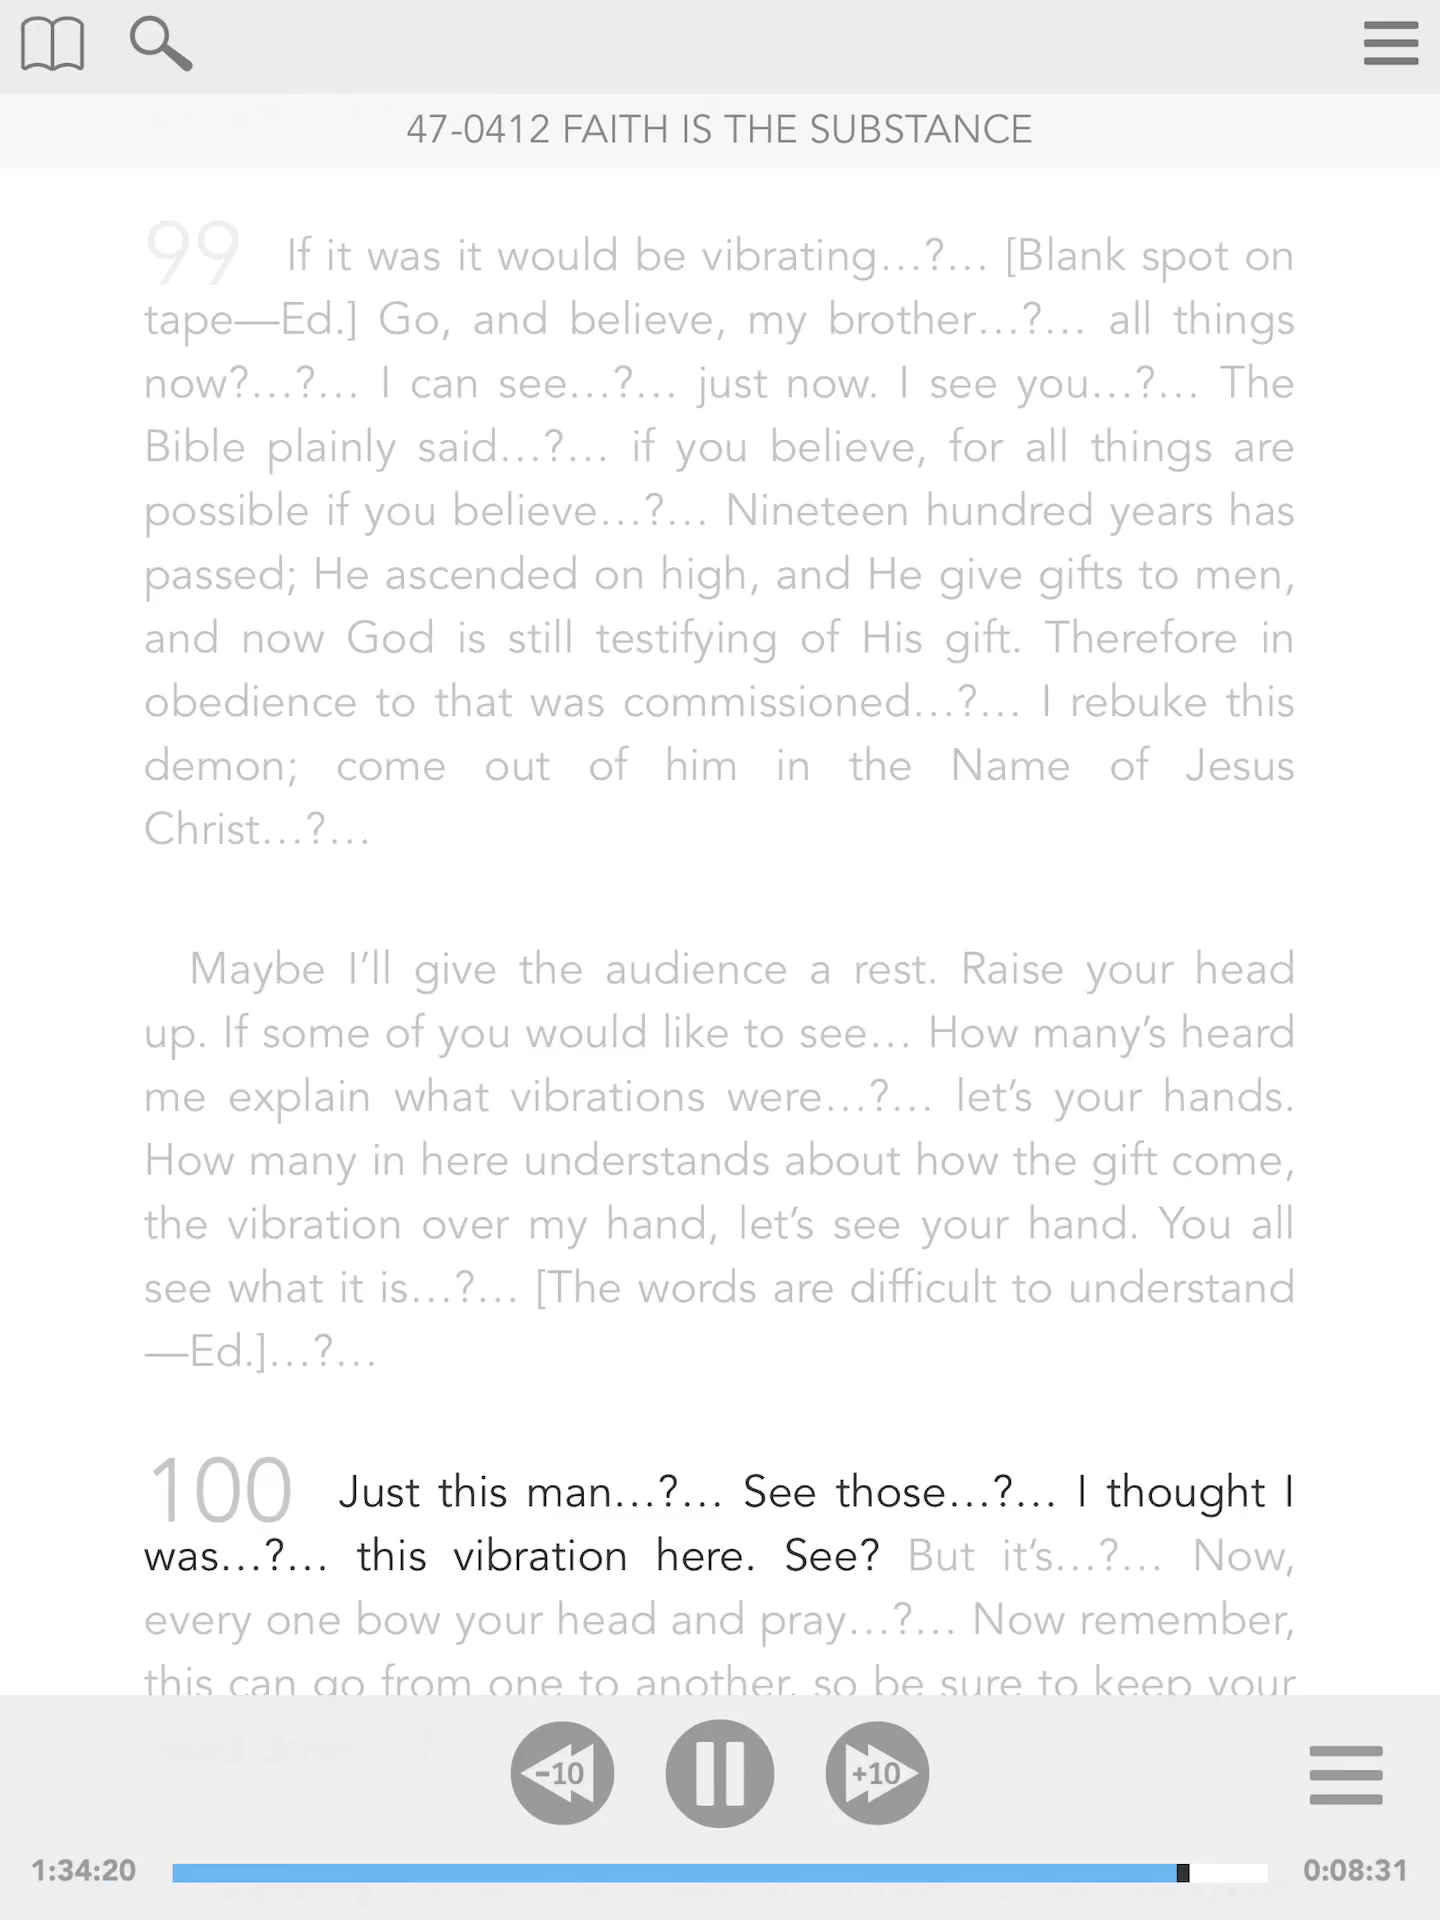 47-0412 FAITH IS THE SUBSTANCE
99 If it was it would be vibrating...?... [Blank spot on
tape—Ed.] Go, and believe, my brother...?... all things
now?...?... I can see...?... just now. I see you...?... The
Bible plainly said...?... if you believe, for all things are
possible if you believe...?... Nineteen hundred years has
passed; He ascended on high, and He give gifts to men,
and now God is still testifying of His gift. Therefore in
obedience to that was commissioned...?... I rebuke this
demon; come out of him in the Name of Jesus
Christ...?...
Maybe I’ll give the audience a rest. Raise your head
up. If some of you would like to see... How many’s heard
me explain what vibrations were...?... let’s your hands.
How many in here understands about how the gift come,
the vibration over my hand, let’s see your hand. You all
see what it is...?... [The words are difficult to understand
—Ed.]...?...
100 Just this man...?... See those...?... I thought I
was...?... this vibration here. See? But it’s...?... Now,
every one bow your head and pray...?... Now remember,
this can go from one to another, so be sure to keep your
-10 +10
1:34:20 0:08:31